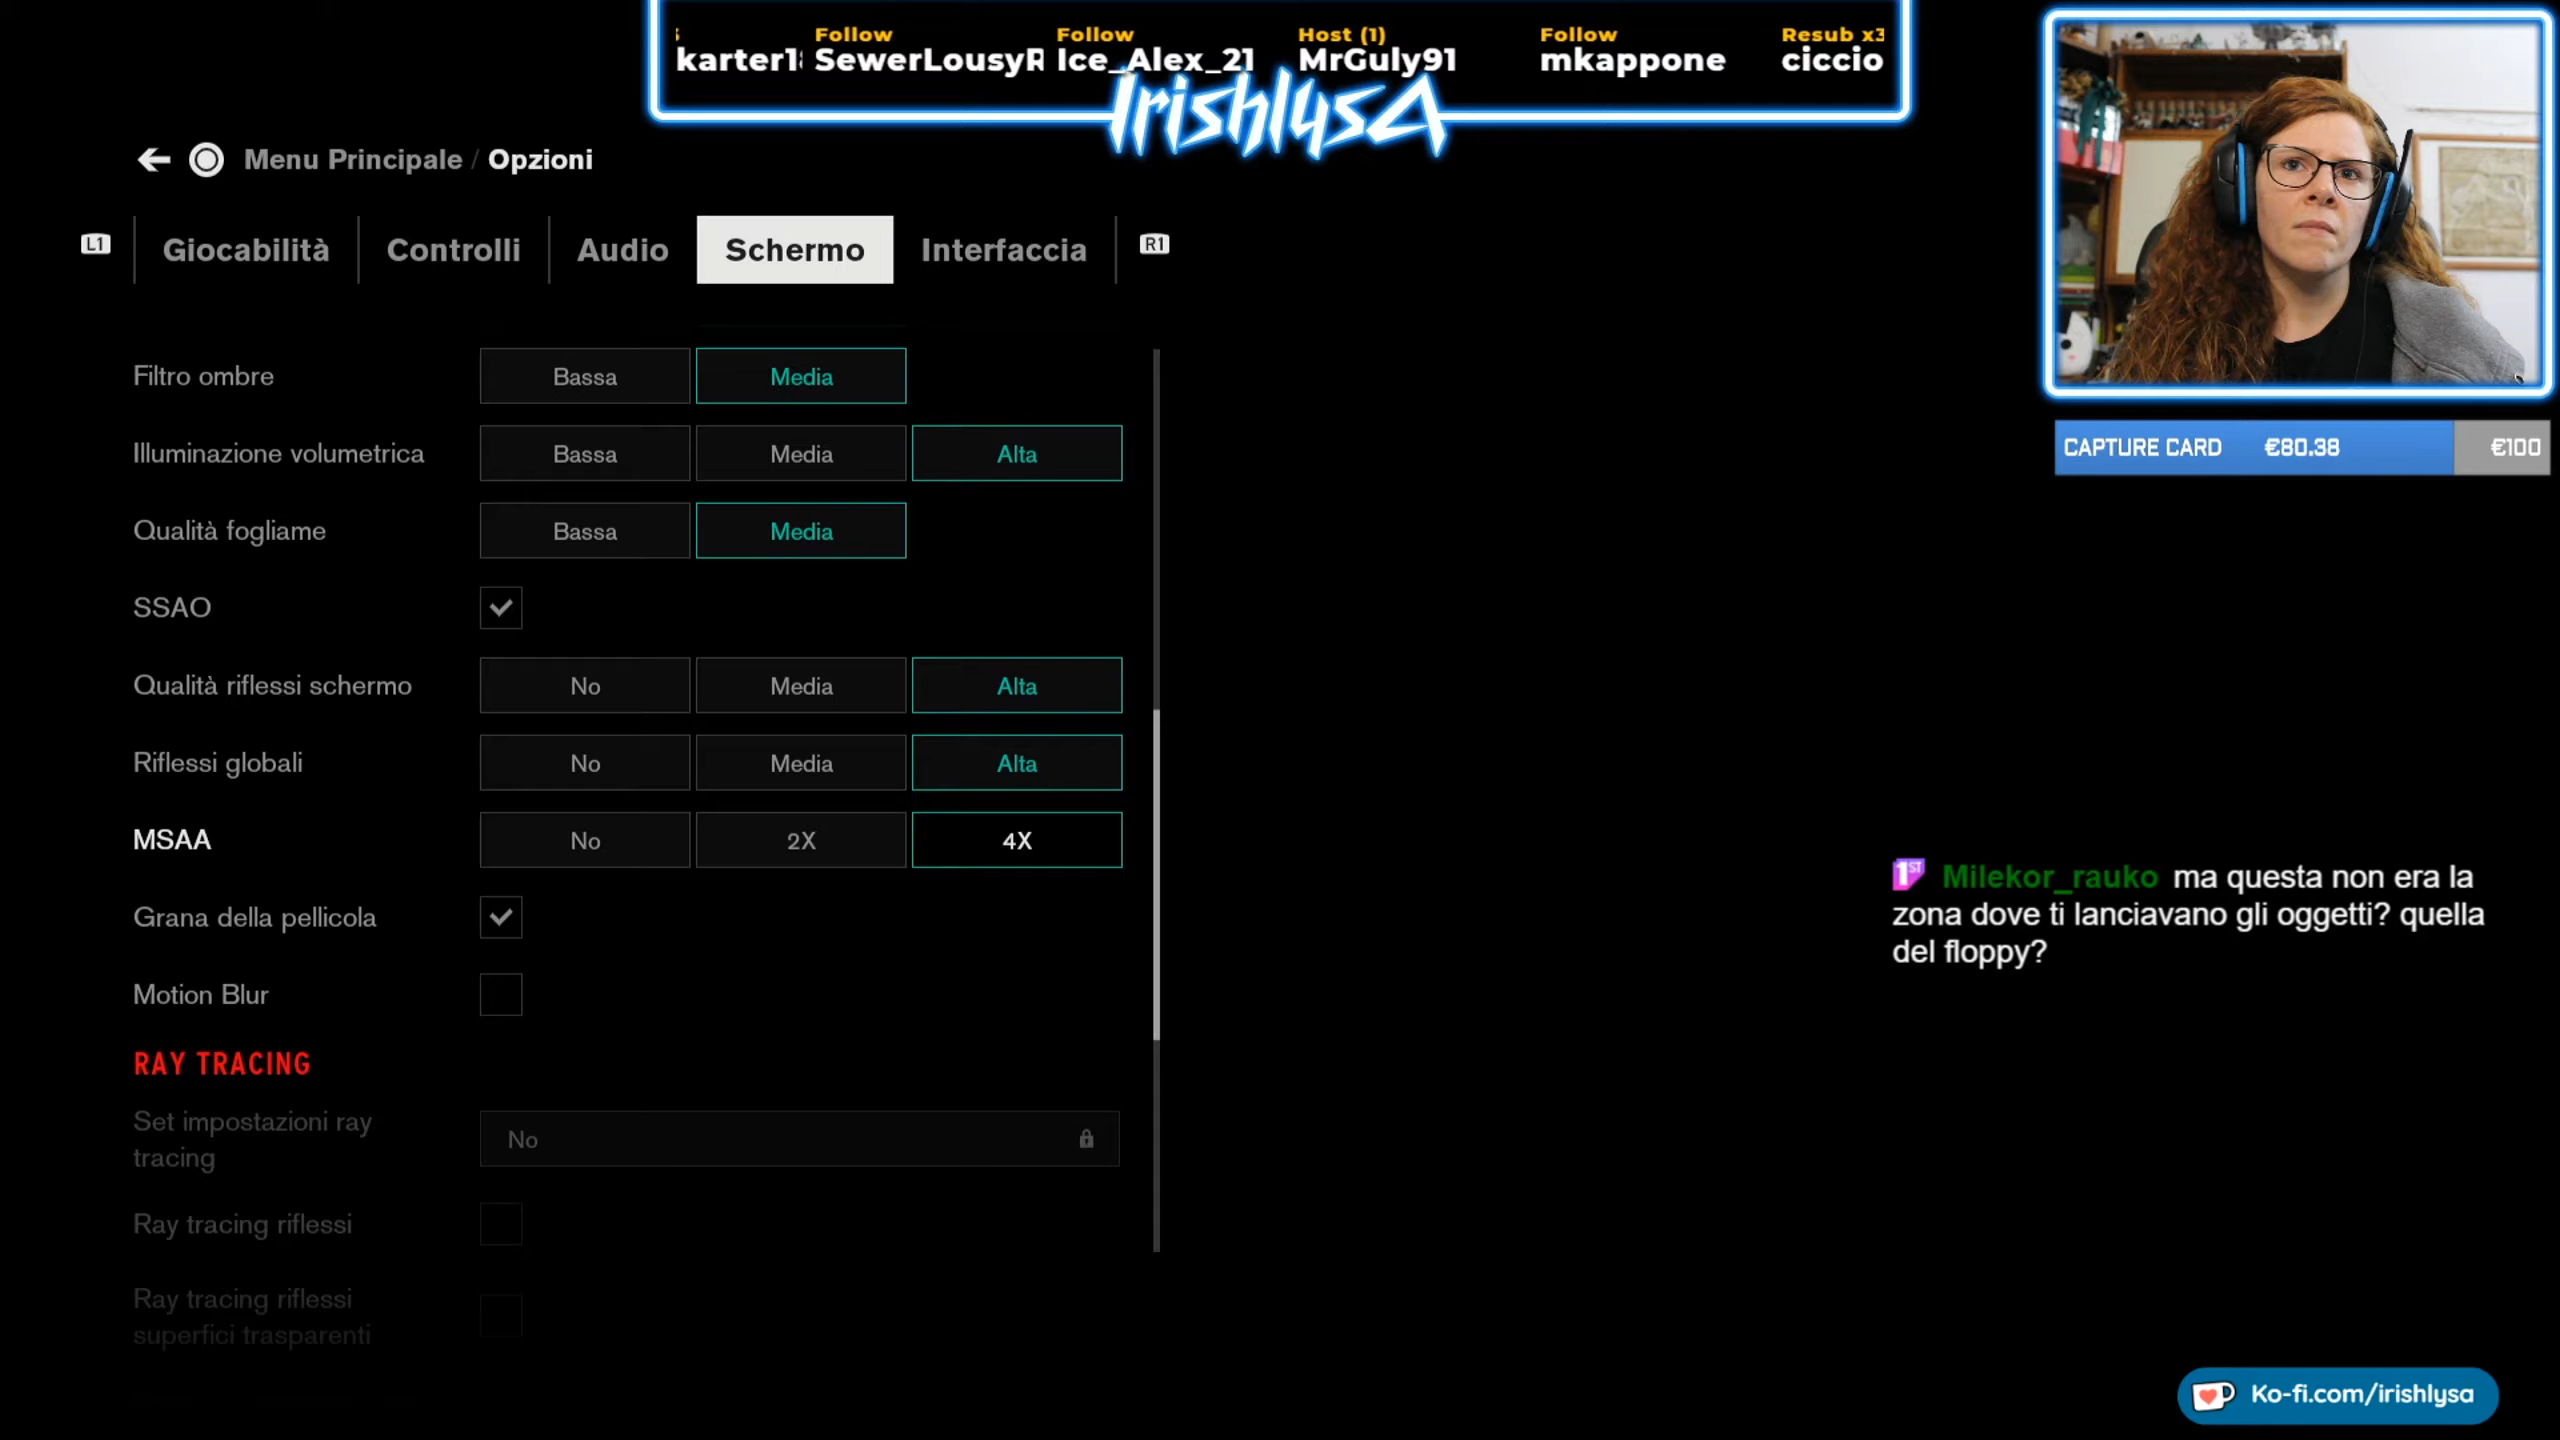 Follow Follow Host (1) Follow Resub x3
karter1 SewerLousyR Ice_Alex_21 MrGuly91 mkappone ciccio
IrishlysA
Menu Principale / Opzioni
L1 Giocabilità Controlli Audio Schermo Interfaccia R1
Filtro ombre Bassa Media
Illuminazione volumetrica Bassa Media Alta
Qualità fogliame Bassa Media
SSAO
Qualità riflessi schermo No Media Alta
Riflessi globali No Media Alta
MSAA No 2X 4X
Grana della pellicola
Motion Blur
RAY TRACING
Set impostazioni ray
tracing
No
Ray tracing riflessi
Ray tracing riflessi
superfici trasparenti
CAPTURE CARD €80.38 €100
1ST Milekor_rauko ma questa non era la
zona dove ti lanciavano gli oggetti? quella
del floppy?
Ko-fi.com/irishlysa